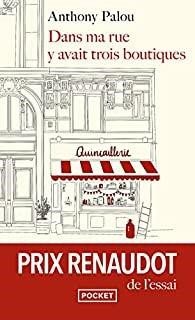 Anthony Palou
Dans ma rue
y avait trois boutiques
Quincaillerie
PRIX RENAUDOT
de l'essai
POCKET